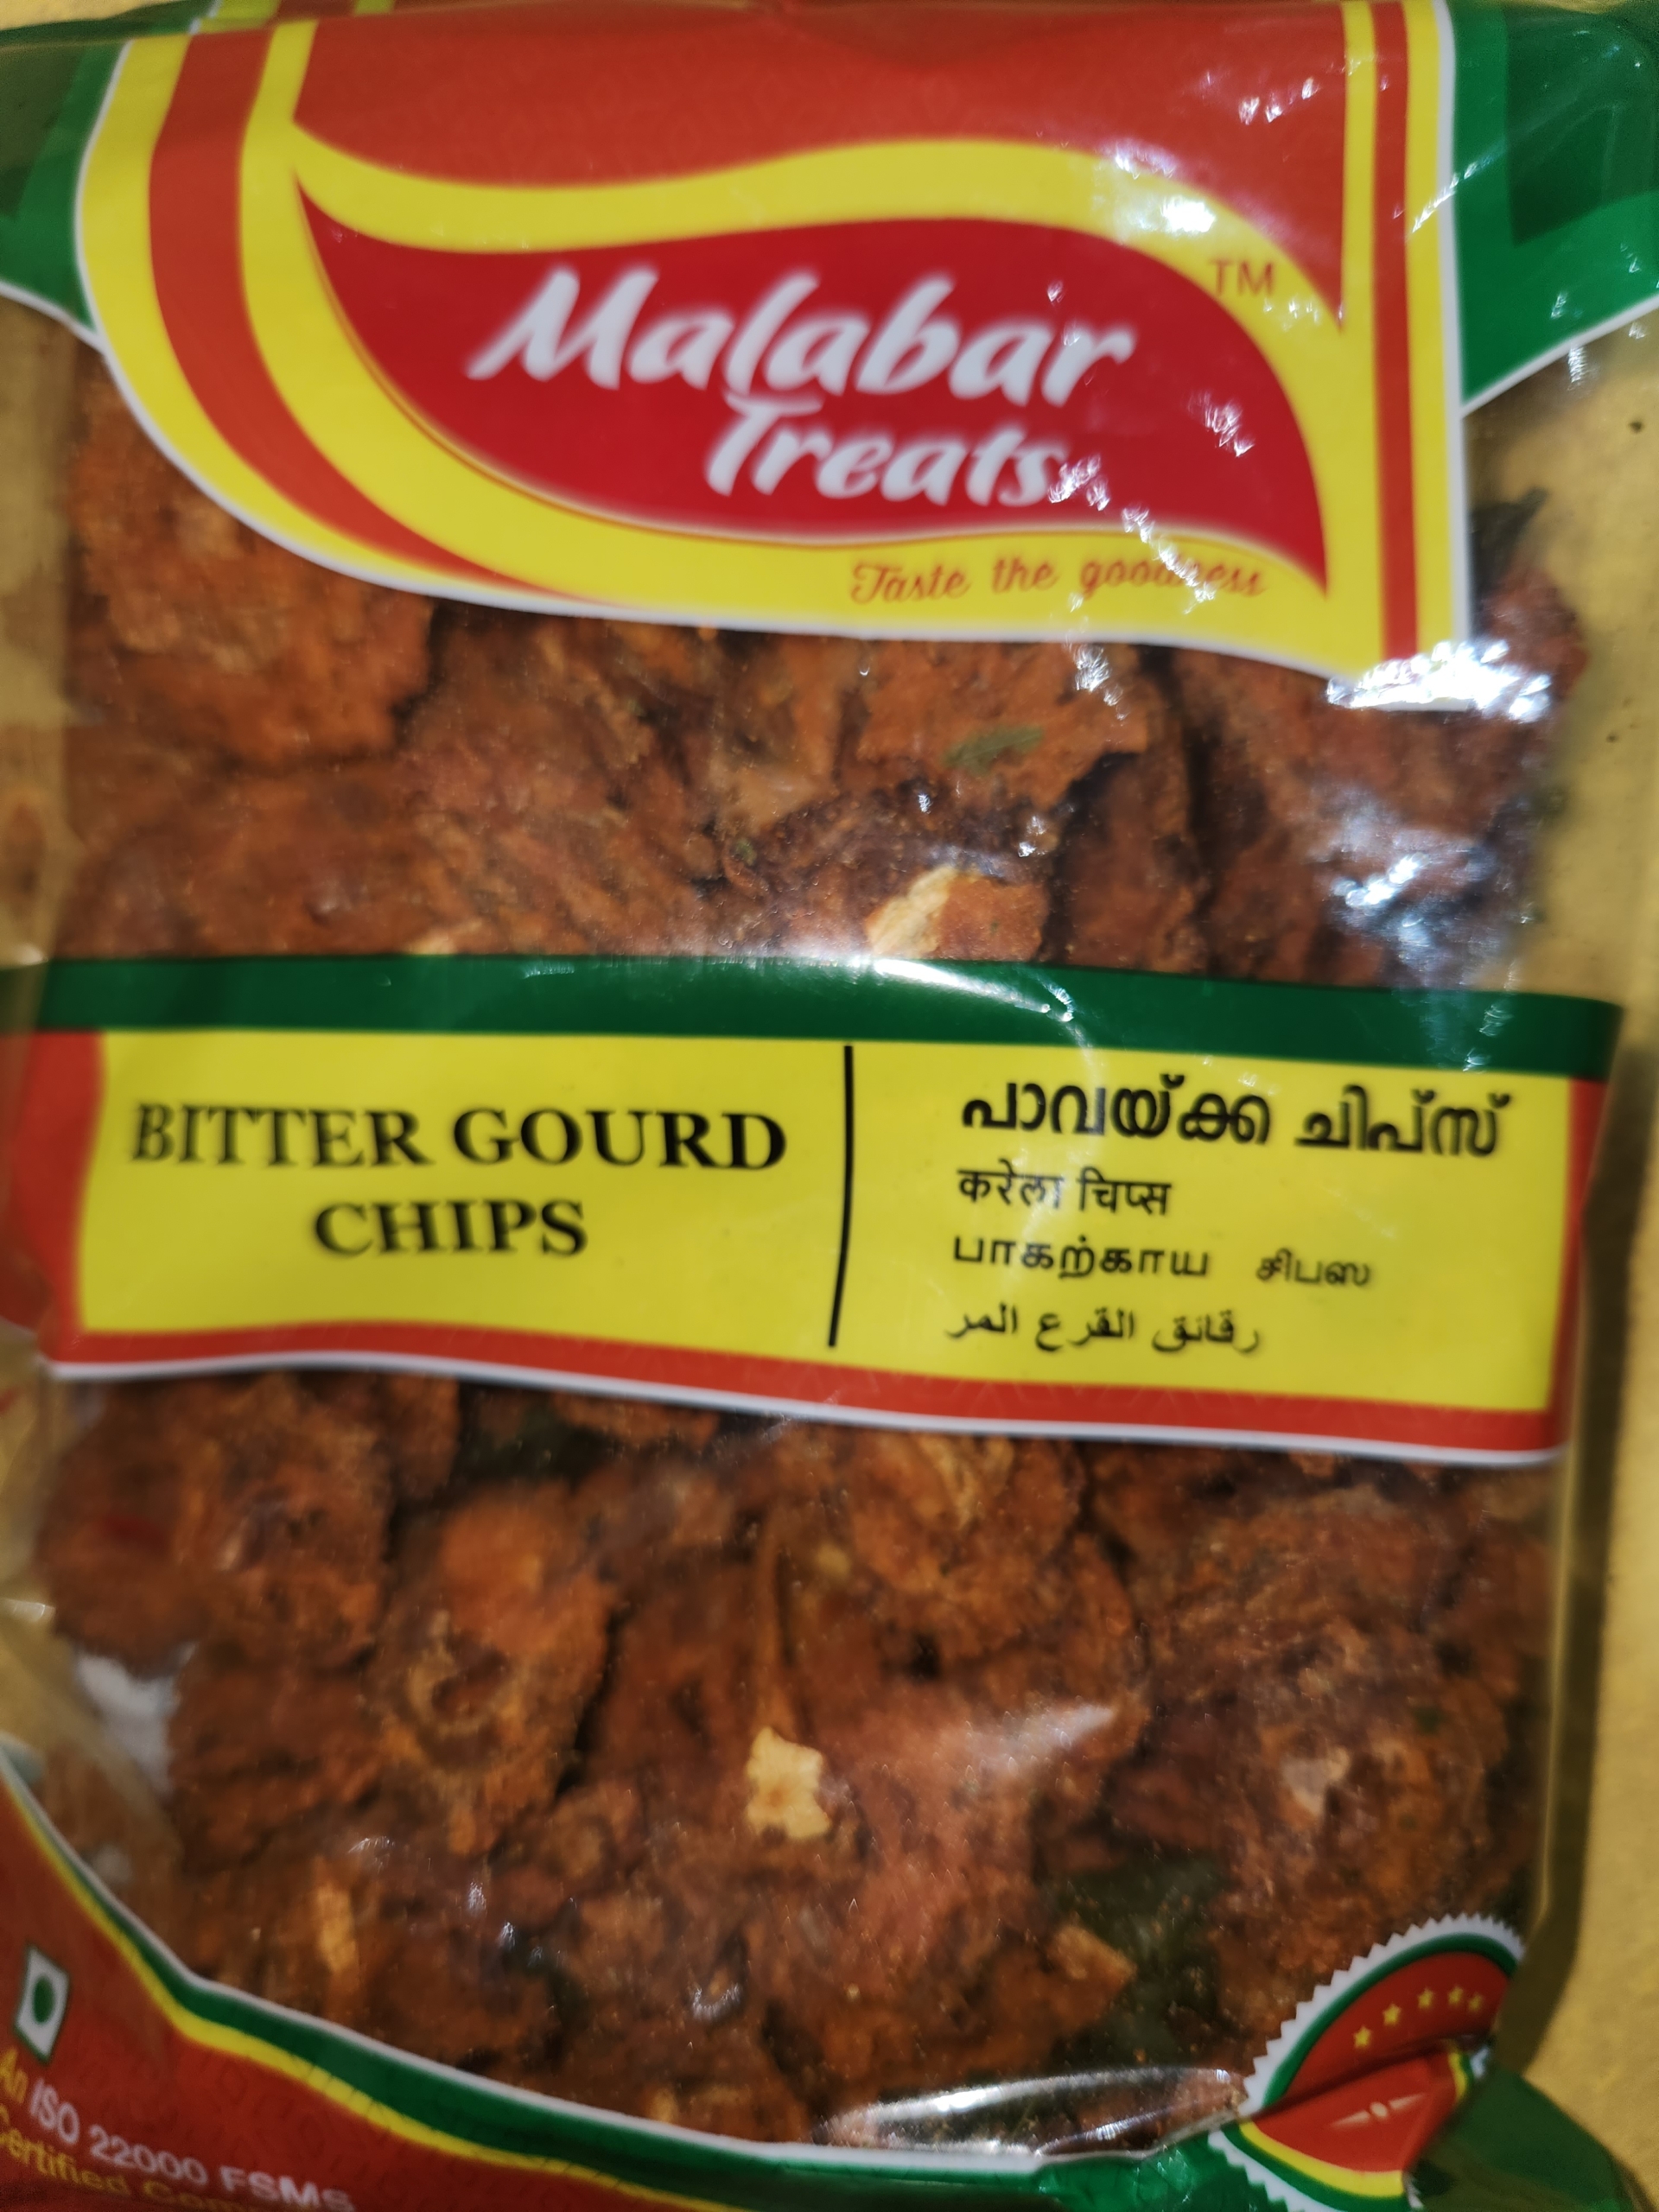 Malabar
Treats
TM
Taste the goodness
BITTER GOURD
CHIPS
പാവയ്ക്ക ചിപ്സ്
करेला चिप्स
பாகற்காய சிபஸ
رقائق القرع المر
An ISO 22000 FSMS
Certified